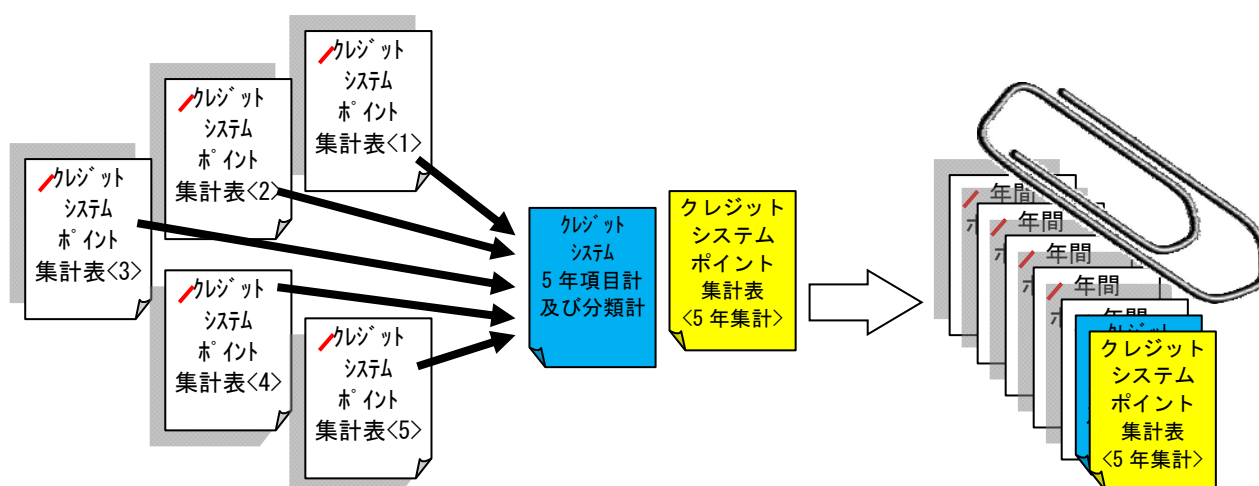 クレジット
システム
ポイント
集計表<1>
クレジット
システム
ポイント
集計表<2>
クレジット
システム
ポイント
集計表<3>
クレジット
システム
ポイント
集計表<4>
クレジット
システム
ポイント
集計表<5>
クレジット
システム
5年項目計
及び分類計
クレジット
システム
ポイント
集計表
<5年集計>
年間
年間
年間
年間
年間
クレジット
クレジット
システム
ポイント
集計表
<5年集計>